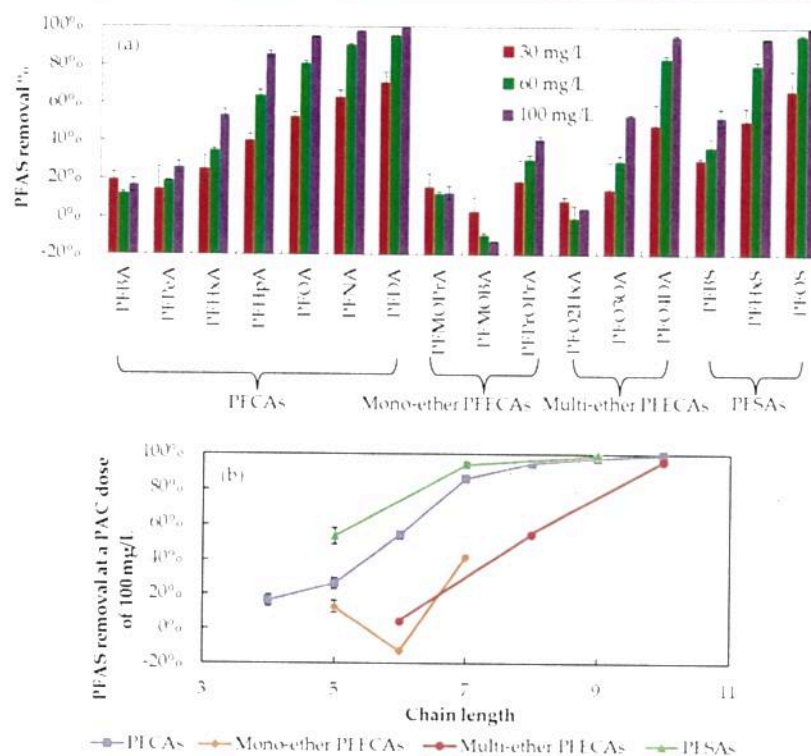 100%
80%
60%
40%
20%
0%
-20%
PFAS removal %
(a)
30 mg/L
60 mg/L
100 mg/L
PFBA
PFPeA
PFHxA
PFHpA
PFOA
PFNA
PFDA
PFMOPrA
PFMOBA
PFPrOPrA
PFO2HxA
PFO3OA
PFO4DA
PFBS
PFHxS
PFOS
PFCAs
Mono-ether PFECAs
Multi-ether PFECAs
PFSAs
100%
80%
60%
40%
20%
0%
-20%
PFAS removal at a PAC dose
of 100 mg/L
(b)
3
5
7
9
11
Chain length
PFCAs
Mono-ether PFECAs
Multi-ether PFECAs
PFSAs